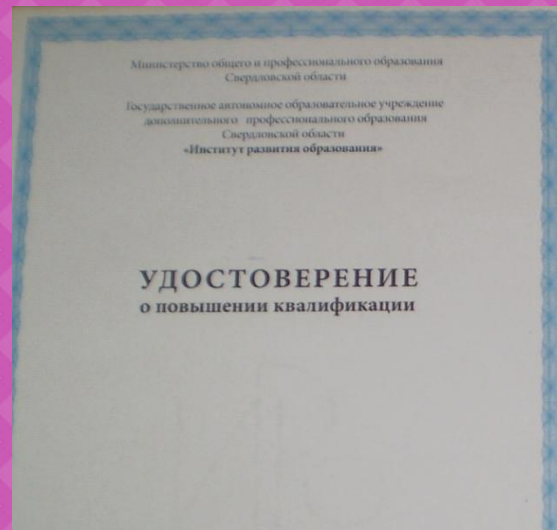 Министерство общего и профессионального образования
Свердловской области
Государственное автономное образовательное учреждение
дополнительного профессионального образования
Свердловской области
«Институт развития образования»
УДОСТОВЕРЕНИЕ
о повышении квалификации